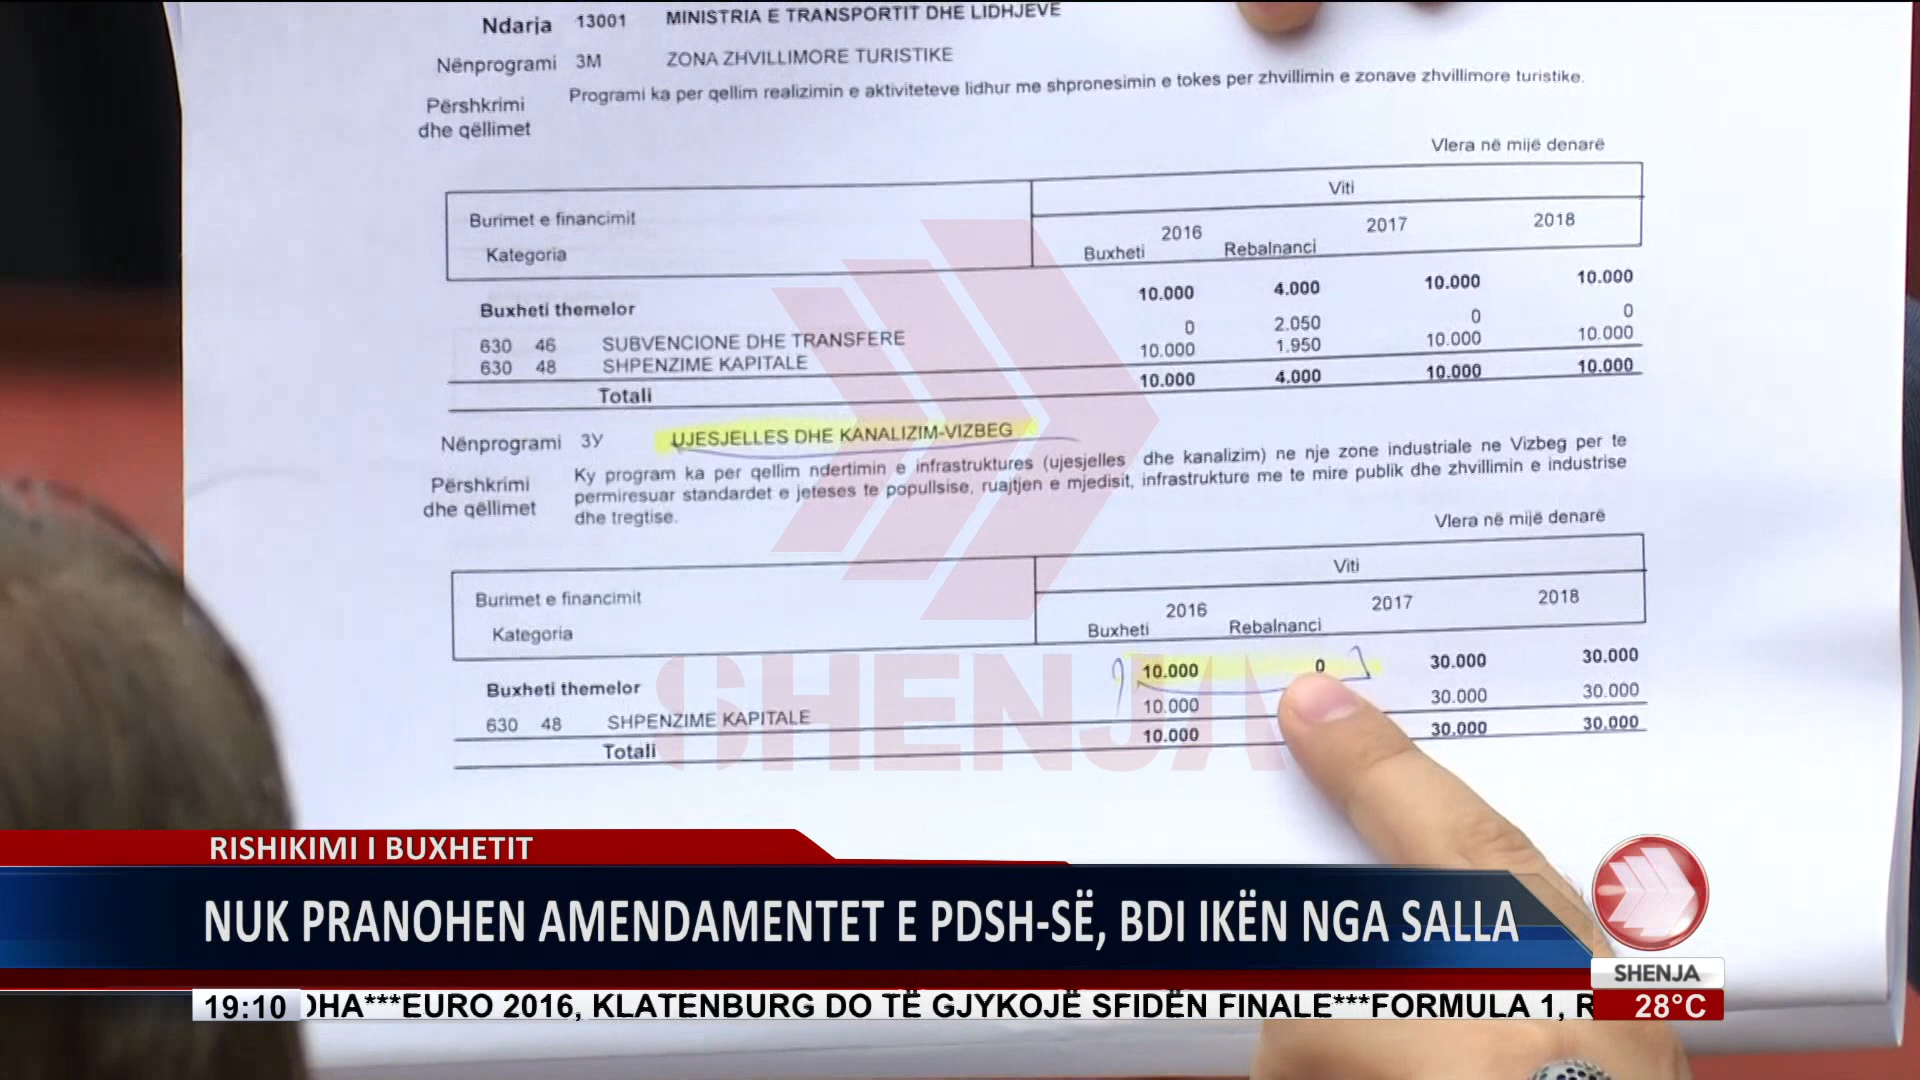 Ndarja 13001 MINISTRIA E TRANSPORTIT DHE LIDHJEVE
Nënprogrami 3M ZONA ZHVILLIMORE TURISTIKE
Përshkrimi dhe qëllimet
Programi ka per qellim realizimin e aktiviteteve lidhur me shpronesimin e tokes per zhvillimin e zonave zhvillimore turistike.
Vlera në mijë denarë
Burimet e financimit
Kategoria
Viti
2016 2017 2018
Buxheti Rebalnanci
Buxheti themelor 10.000 4.000 10.000 10.000
630 46 SUBVENCIONE DHE TRANSFERE 0 2.050 0 0
630 48 SHPENZIME KAPITALE 10.000 1.950 10.000 10.000
Totali 10.000 4.000 10.000 10.000
Nënprogrami 3У UJESJELLES DHE KANALIZIM-VIZBEG
Përshkrimi dhe qëllimet
Ky program ka per qellim ndertimin e infrastruktures (ujesjelles dhe kanalizim) ne nje zone industriale ne Vizbeg per te
permiresuar standardet e jeteses te popullsise, ruajtjen e mjedisit, infrastrukture me te mire publik dhe zhvillimin e industrise
dhe tregtise.
Vlera në mijë denarë
Burimet e financimit
Kategoria
Viti
2016 2017 2018
Buxheti Rebalnanci
Buxheti themelor 10.000 0 30.000 30.000
630 48 SHPENZIME KAPITALE 10.000 30.000 30.000
Totali 10.000 30.000 30.000
SHENJA
RISHIKIMI I BUXHETIT
NUK PRANOHEN AMENDAMENTET E PDSH-SË, BDI IKËN NGA SALLA
SHENJA
19:10 DHA***EURO 2016, KLATENBURG DO TË GJYKOJË SFIDËN FINALE***FORMULA 1, R 28°C